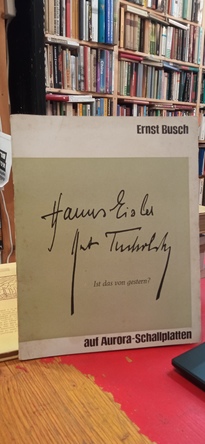 Ernst Busch
Hanns Eisler
Kurt Tucholsky
Ist das von gestern?
auf Aurora-Schallplatten